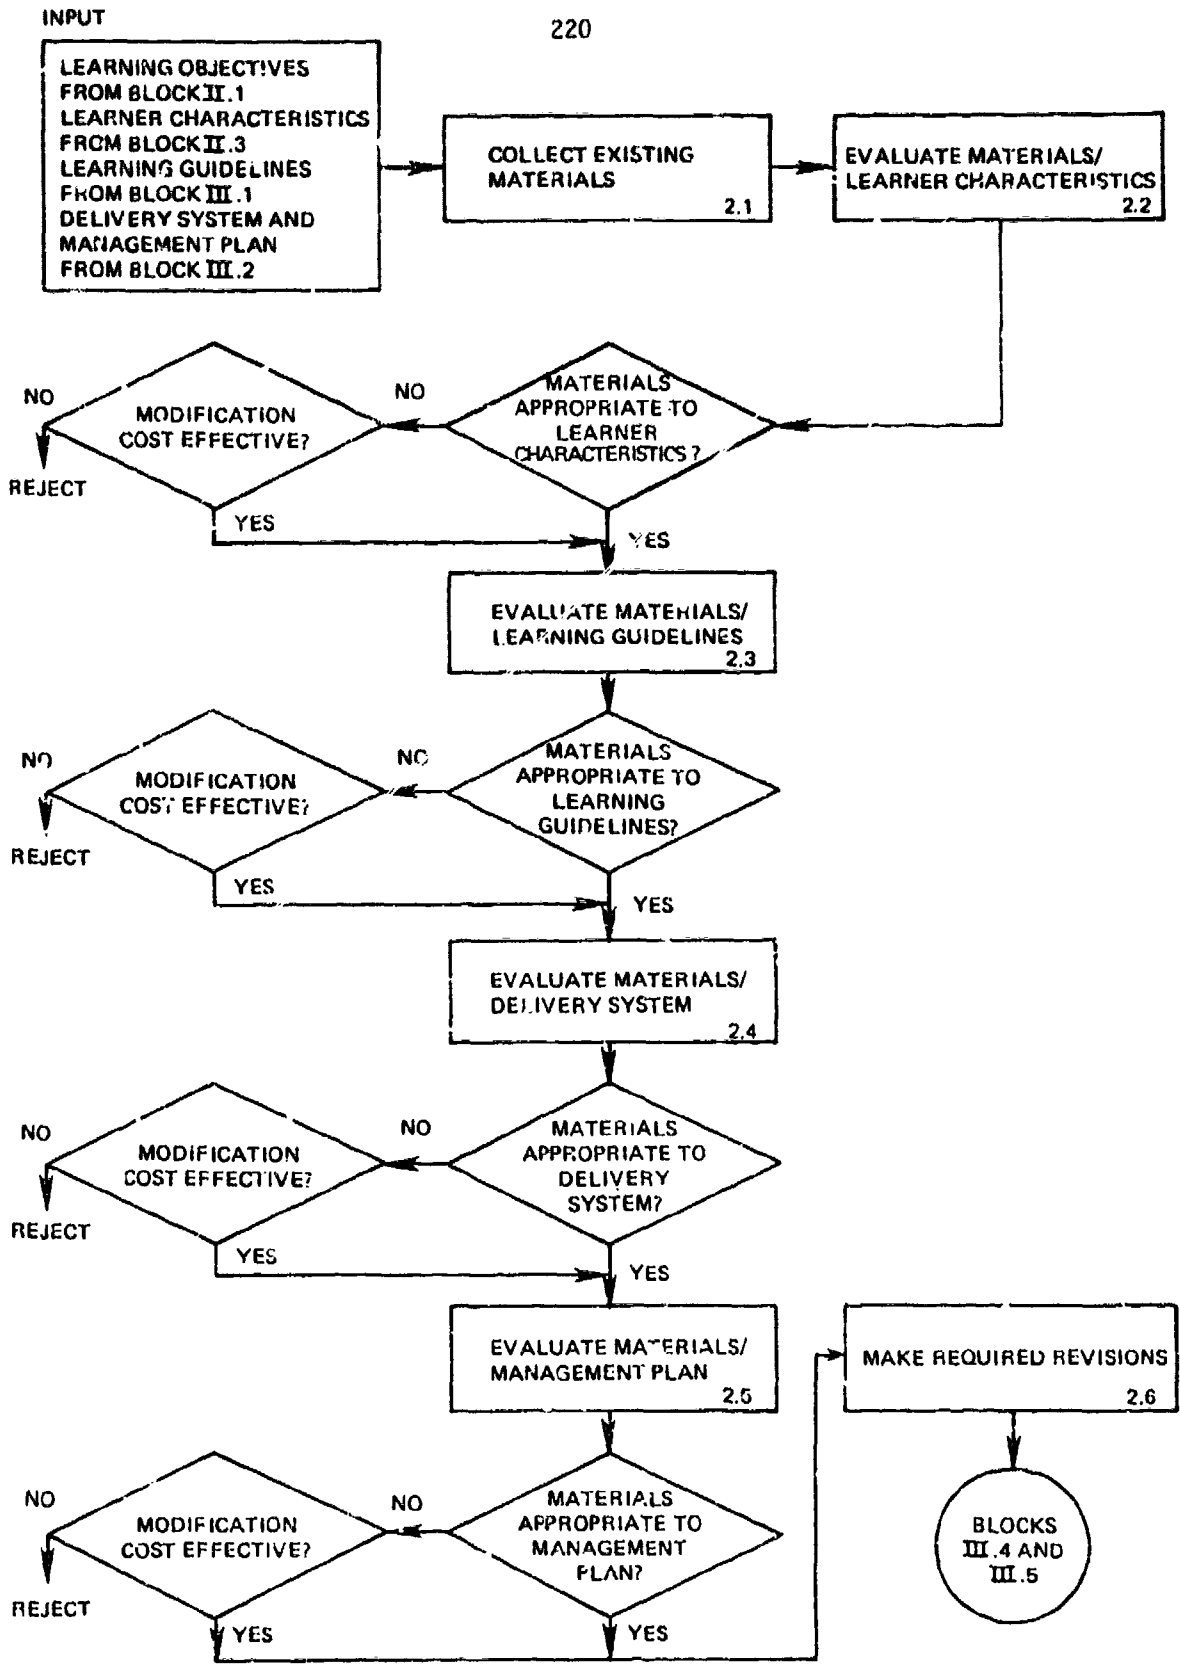 INPUT
220
LEARNING OBJECTIVES
FROM BLOCK II.1
LEARNER CHARACTERISTICS
FROM BLOCK II.3
LEARNING GUIDELINES
FROM BLOCK III.1
DELIVERY SYSTEM AND
MANAGEMENT PLAN
FROM BLOCK III.2
COLLECT EXISTING
MATERIALS
2.1
EVALUATE MATERIALS/
LEARNER CHARACTERISTICS
2.2
MATERIALS
APPROPRIATE TO
LEARNER
CHARACTERISTICS?
NO
MODIFICATION
COST EFFECTIVE?
NO
REJECT
YES
YES
EVALUATE MATERIALS/
LEARNING GUIDELINES
2.3
MATERIALS
APPROPRIATE TO
LEARNING
GUIDELINES?
NO
MODIFICATION
COST EFFECTIVE?
NO
REJECT
YES
YES
EVALUATE MATERIALS/
DELIVERY SYSTEM
2.4
MATERIALS
APPROPRIATE TO
DELIVERY
SYSTEM?
NO
MODIFICATION
COST EFFECTIVE?
NO
REJECT
YES
YES
EVALUATE MATERIALS/
MANAGEMENT PLAN
2.5
MATERIALS
APPROPRIATE TO
MANAGEMENT
PLAN?
NO
MODIFICATION
COST EFFECTIVE?
NO
REJECT
YES
YES
MAKE REQUIRED REVISIONS
2.6
BLOCKS
III.4 AND
III.5